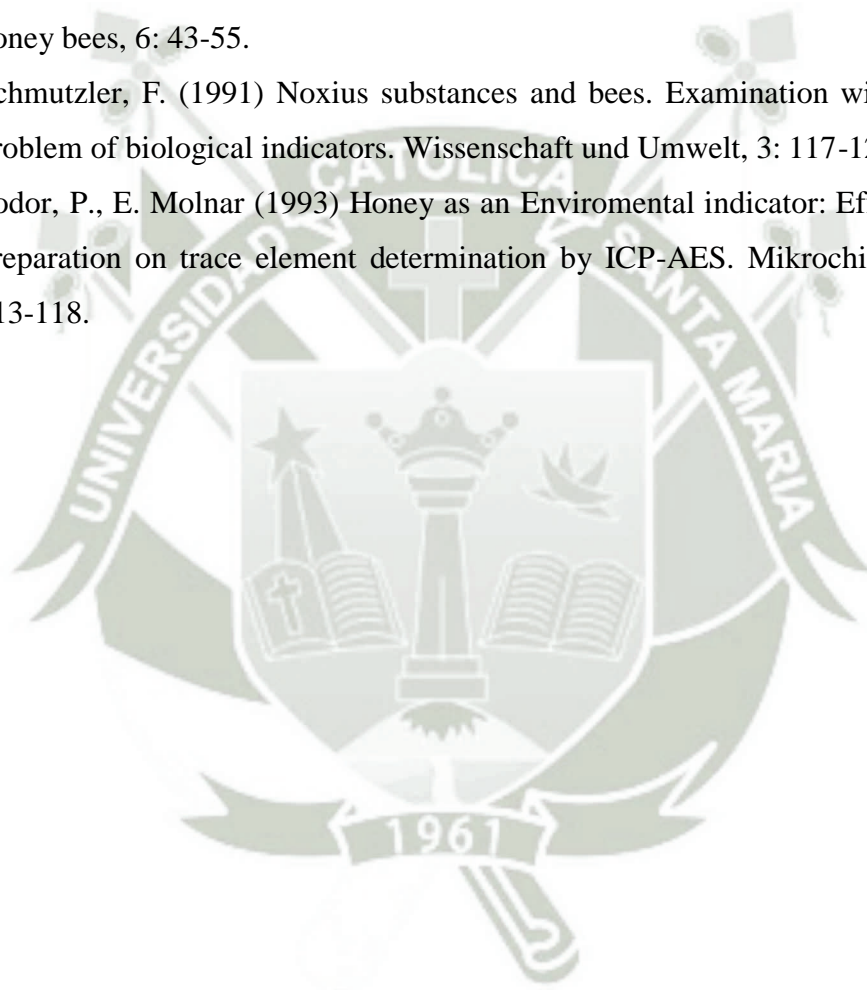 oney bees, 6: 43-55.
chmutzler, F. (1991) Noxius substances and bees. Examination wi
roblem of biological indicators. Wissenschaft und Umwelt, 3: 117-12
odor, P., E. Molnar (1993) Honey as an Enviromental indicator: Ef
reparation on trace element determination by ICP-AES. Mikrochi
13-118.
UNIVERSIDAD CATOLICA SANTA MARIA
1961